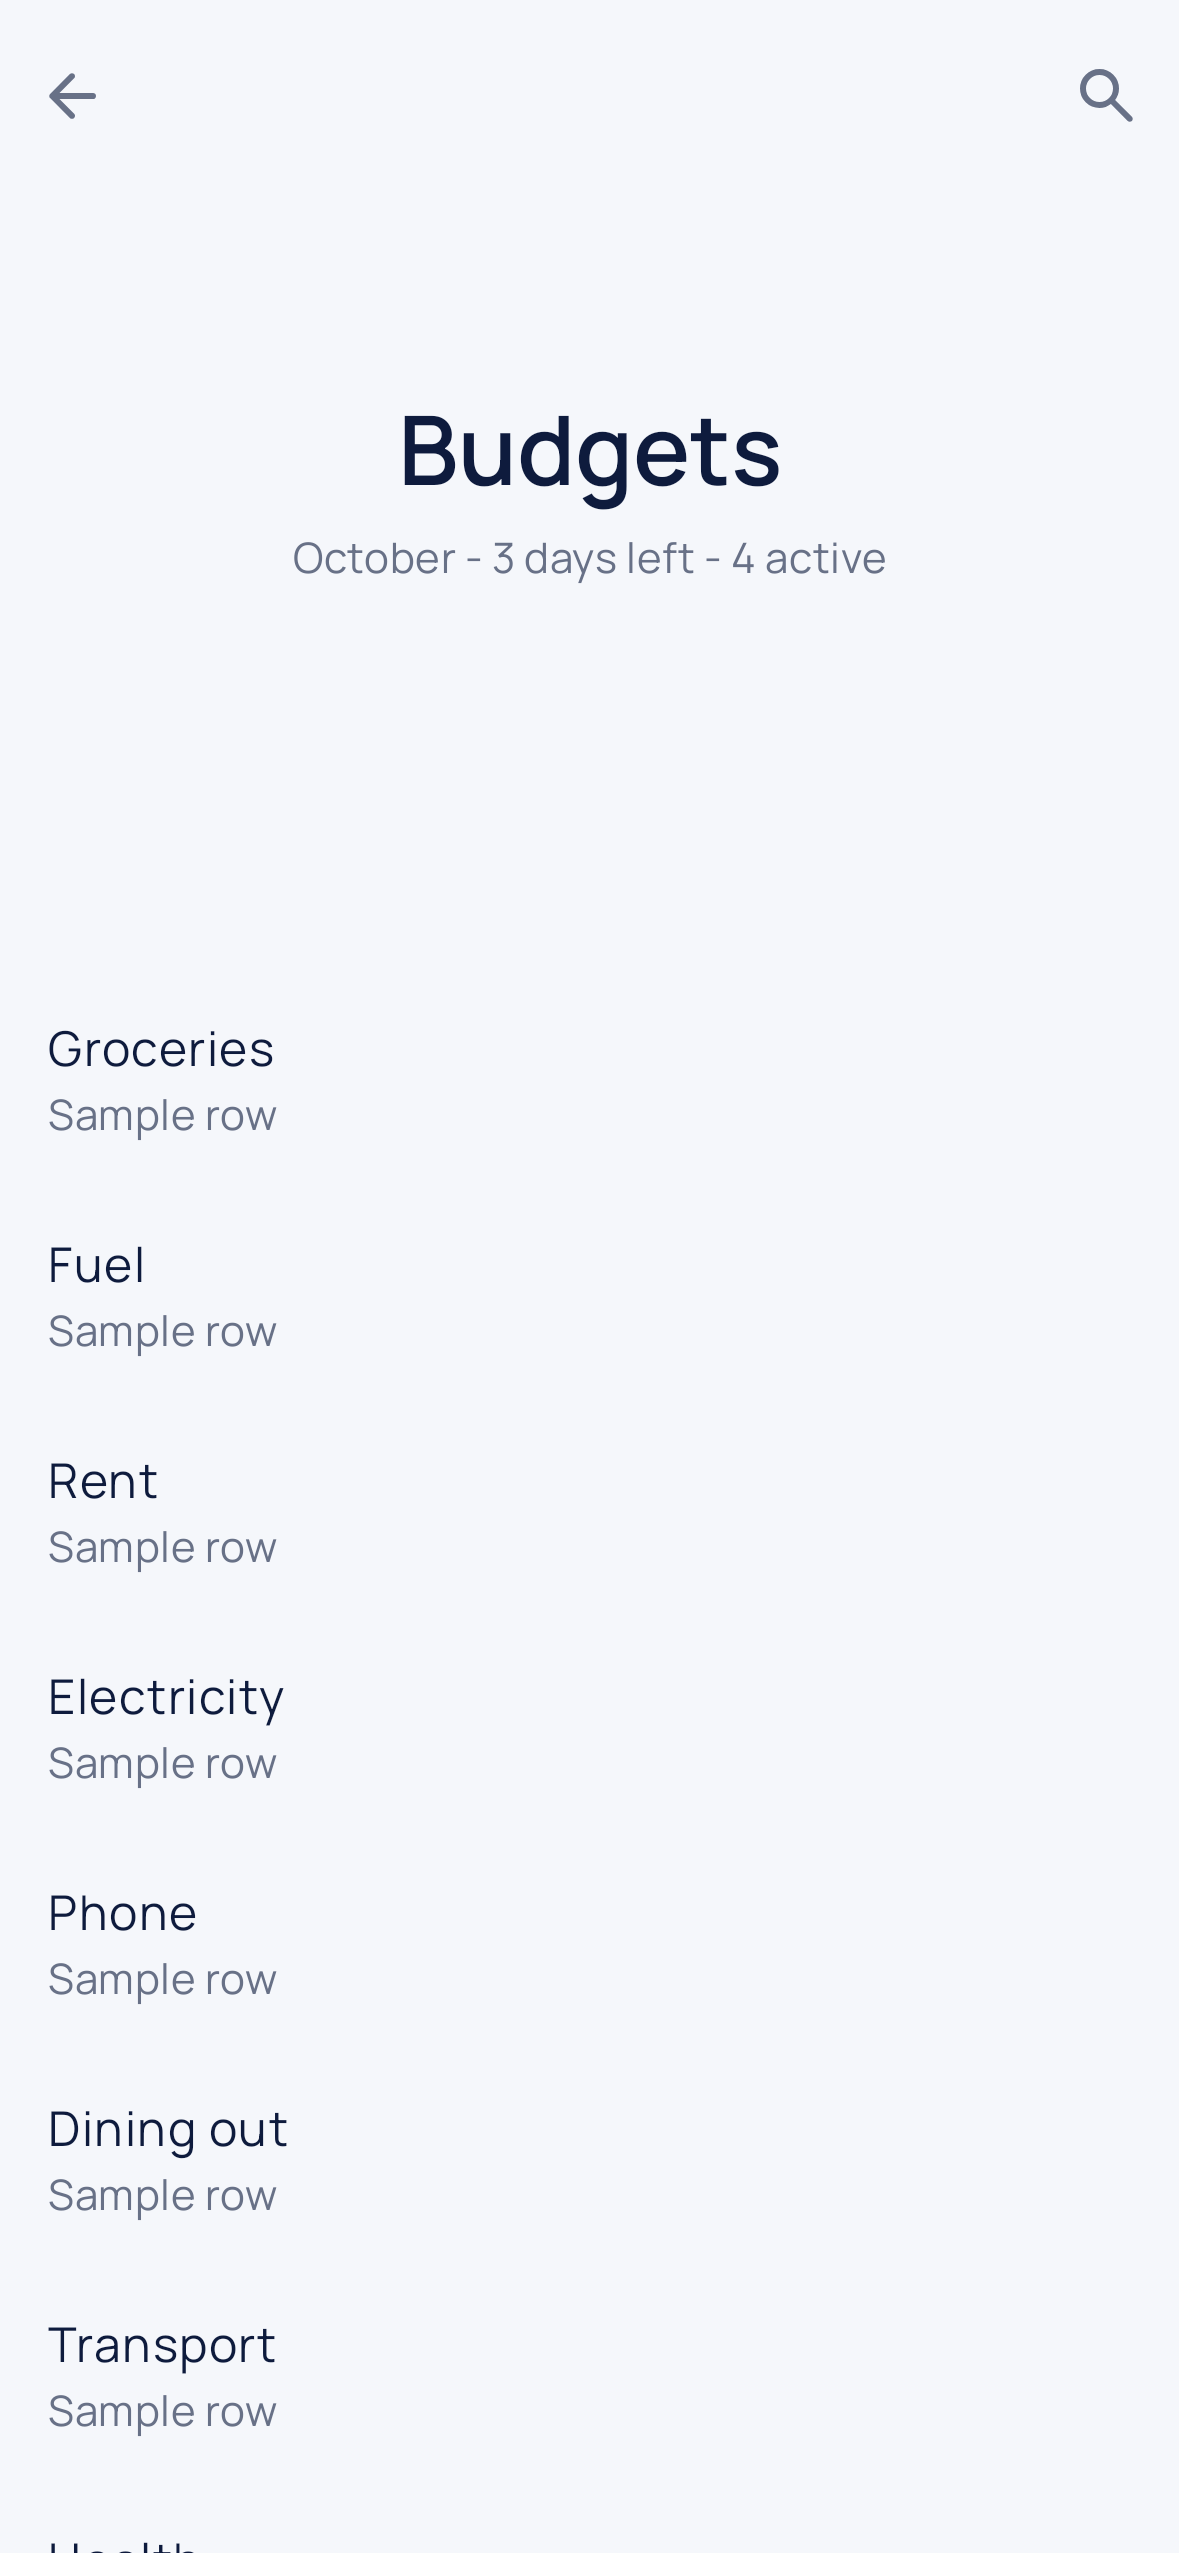 Budgets
October - 3 days left - 4 active
Groceries
Sample row
Fuel
Sample row
Rent
Sample row
Electricity
Sample row
Phone
Sample row
Dining out
Sample row
Transport
Sample row
Health